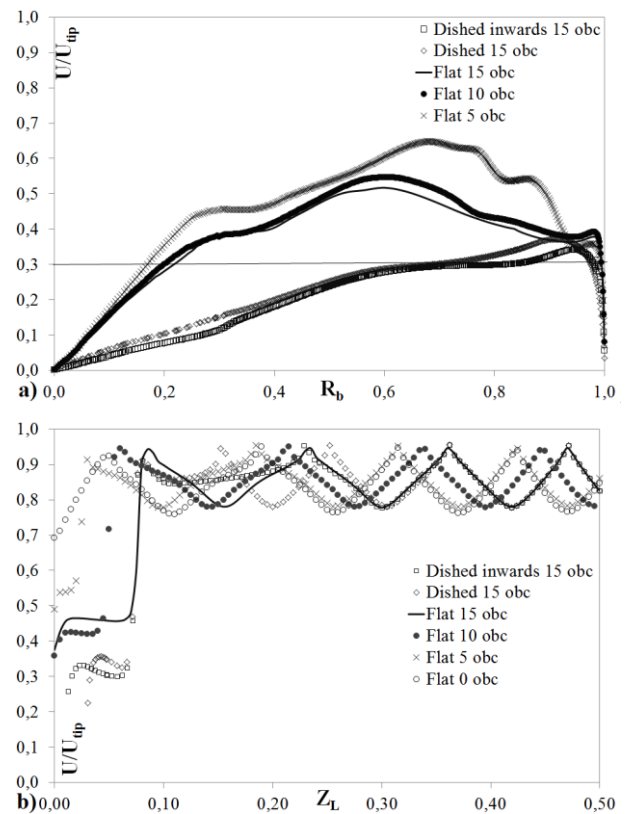 1,0
0,9
0,8
0,7
0,6
0,5
0,4
0,3
0,2
0,1
0,0
U/Utip
Dished inwards 15 obc
Dished 15 obc
Flat 15 obc
Flat 10 obc
Flat 5 obc
0,0
0,2
0,4
0,6
0,8
1,0
a)
Rb
1,0
0,9
0,8
0,7
0,6
0,5
0,4
0,3
0,2
0,1
0,0
U/Utip
Dished inwards 15 obc
Dished 15 obc
Flat 15 obc
Flat 10 obc
Flat 5 obc
Flat 0 obc
0,00
0,10
0,20
0,30
0,40
0,50
b)
ZL